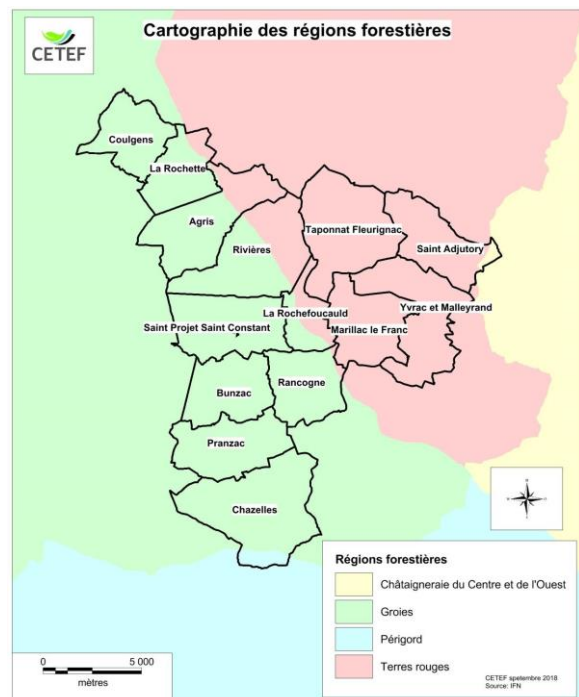 Cartographie des régions forestières
CETEF
Coulgens
La Rochette
Agris
Taponnat Fleurignac
Rivières
Saint Adjutory
Yvrac et Malleyrand
La Rochefoucauld
Saint Projet Saint Constant
Marillac le Franc
Rancogne
Bunzac
Pranzac
Chazelles
Régions forestières
Châtaigneraie du Centre et de l'Ouest
Groies
Périgord
Terres rouges
0 5 000
mètres
CETEF spetembre 2018
Source: IFN